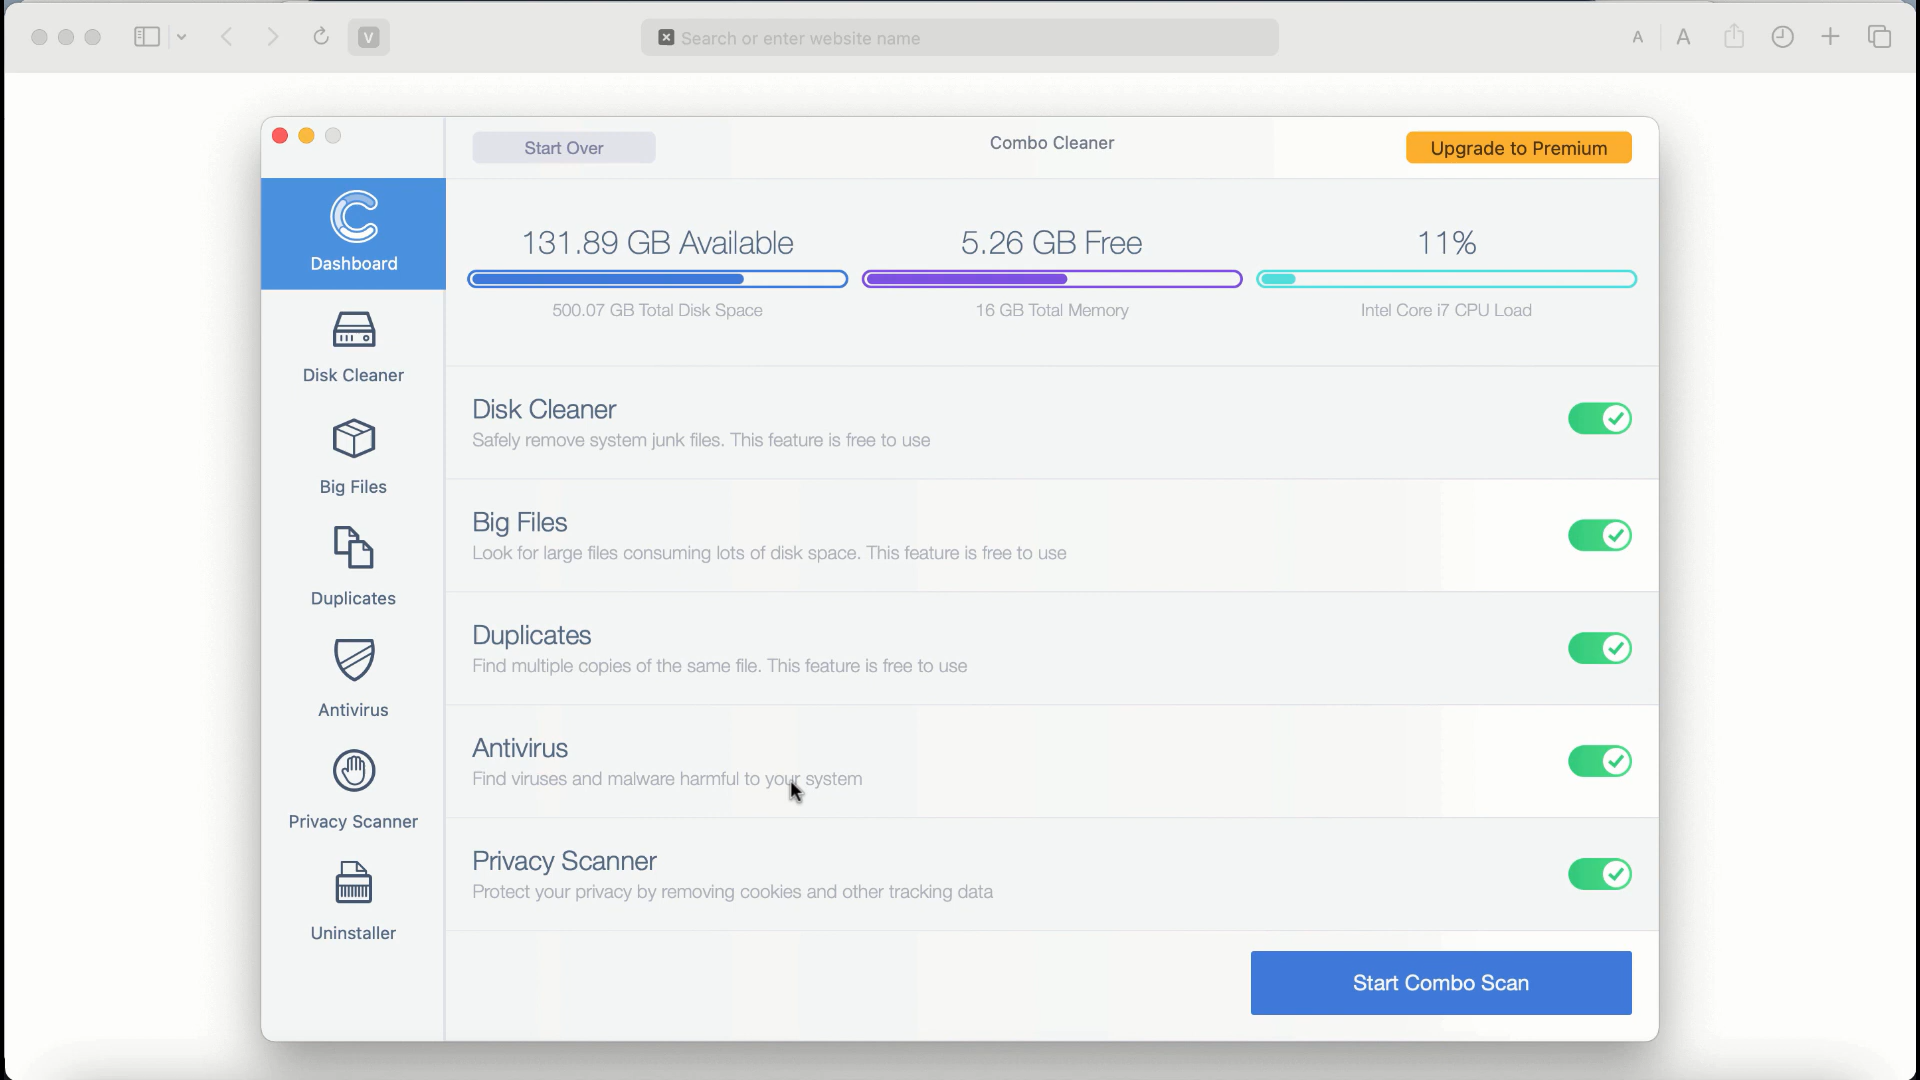 V
Search or enter website name
A
A
Start Over
Combo Cleaner
Upgrade to Premium
Dashboard
Disk Cleaner
Big Files
Duplicates
Antivirus
Privacy Scanner
Uninstaller
131.89 GB Available
5.26 GB Free
11%
500.07 GB Total Disk Space
16 GB Total Memory
Intel Core i7 CPU Load
Disk Cleaner
Safely remove system junk files. This feature is free to use
Big Files
Look for large files consuming lots of disk space. This feature is free to use
Duplicates
Find multiple copies of the same file. This feature is free to use
Antivirus
Find viruses and malware harmful to your system
Privacy Scanner
Protect your privacy by removing cookies and other tracking data
Start Combo Scan